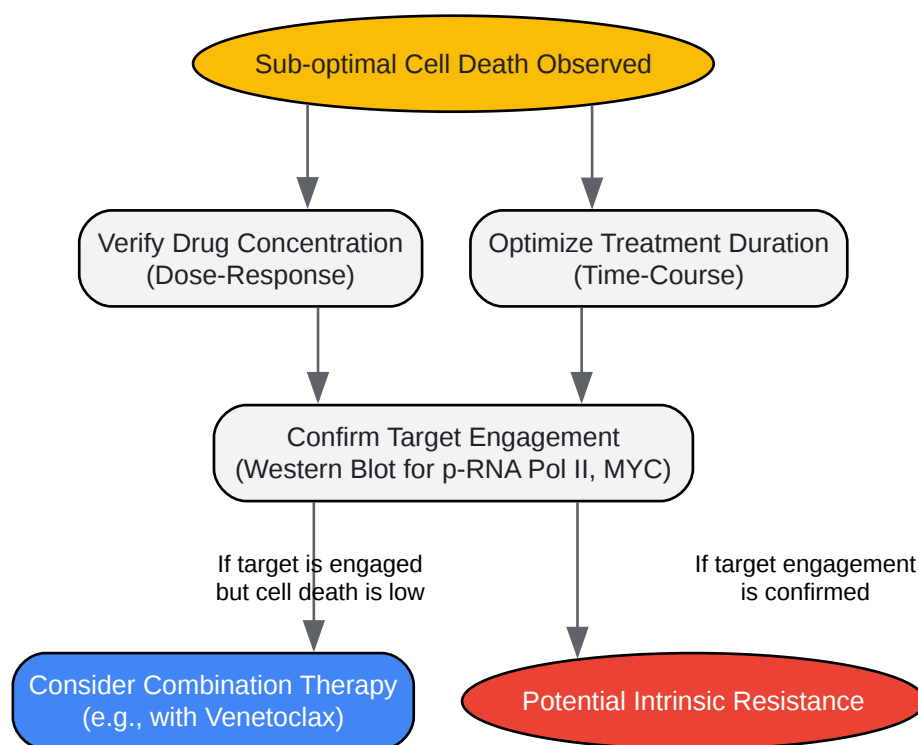 Sub-optimal Cell Death Observed
Verify Drug Concentration
(Dose-Response)
Optimize Treatment Duration
(Time-Course)
Confirm Target Engagement
(Western Blot for p-RNA Pol II, MYC)
If target is engaged
but cell death is low
If target engagement
is confirmed
Consider Combination Therapy
(e.g., with Venetoclax)
Potential Intrinsic Resistance